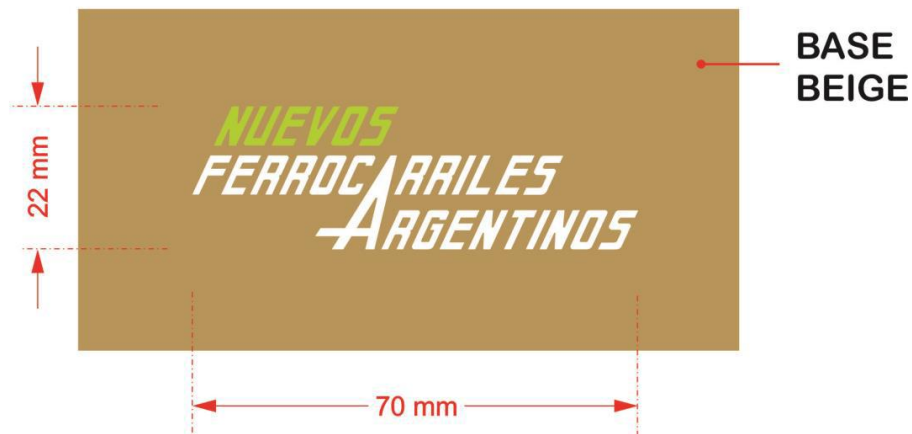 BASE
BEIGE
NUEVOS
FERROCARRILES
ARGENTINOS
22 mm
70 mm